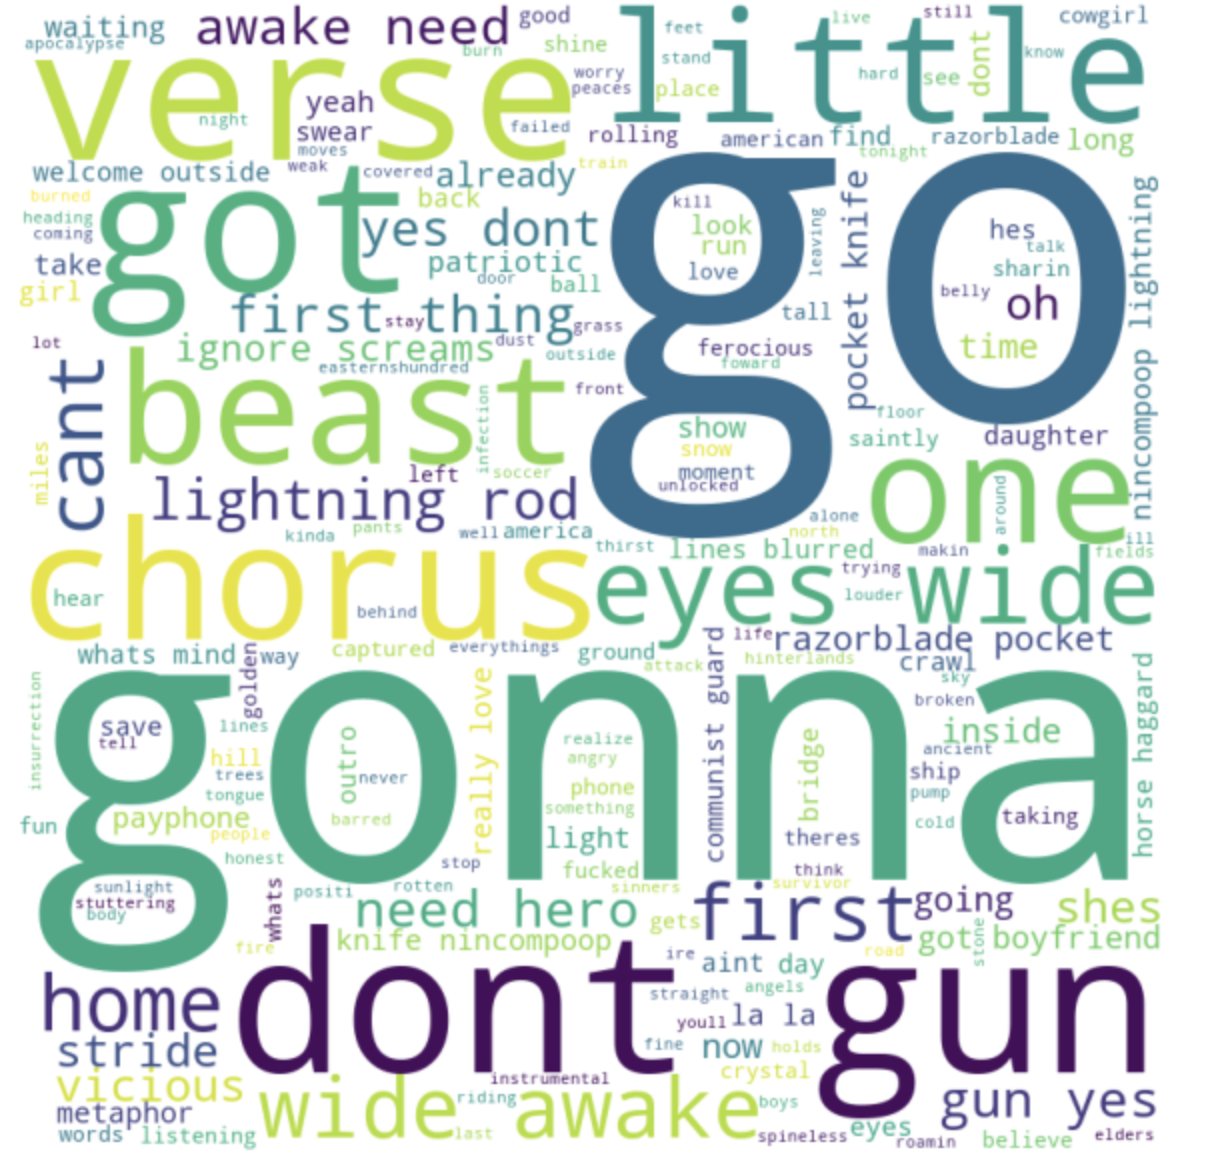 waiting
awake need
good
little
live
still
cowgirl
apocalypse
burn
shine
feet
stand
dont
know
verse
worry
peaces
place
hard
see
yeah
night
swear
failed
rolling
american
find
razorblade
long
moves
weak
covered
train
tonight
welcome outside
already
go
pocket knife
nincompoop lightning
burned
got
back
kill
leaving
heading
coming
yes dont
look
run
hes
talk
take
patriotic
love
sharin
girl
door
ball
belly
oh
first thing
stay
grass
tall
time
lot
ignore screams
dust
outside
ferocious
foward
easternshundred
cant
beast
infection
front
floor
show
saintly
daughter
snow
miles
left
soccer
moment
one
lightning rod
unlocked
around
alone
kinda
pants
well
america
north
ill
chorus
thirst
lines blurred
makin
fields
eyes wide
trying
hear
behind
louder
life
razorblade pocket
whats mind
way
captured
everythings
ground
attack
communist guard
hinterlands
crawl
sky
golden
insurrection
gonna
really love
broken
horse haggard
save
tell
lines
outro
realize
bridge
inside
hill
angry
ancient
trees
never
ship
tongue
phone
pump
fun
payphone
people
barred
something
light
theres
cold
taking
honest
stop
fucked
think
sunlight
stuttering
body
whats
positi
rotten
sinners
survivor
need hero
gets
first
going
shes
fire
knife nincompoop
road
stone
got boyfriend
home
dont
ire
aint
day
gun
straight
angels
youll
la la
stride
fine
now
holds
vicious
instrumental
crystal
metaphor
wide awake
riding
boys
gun yes
words
listening
last
spineless
eyes
roamin
believe
elders